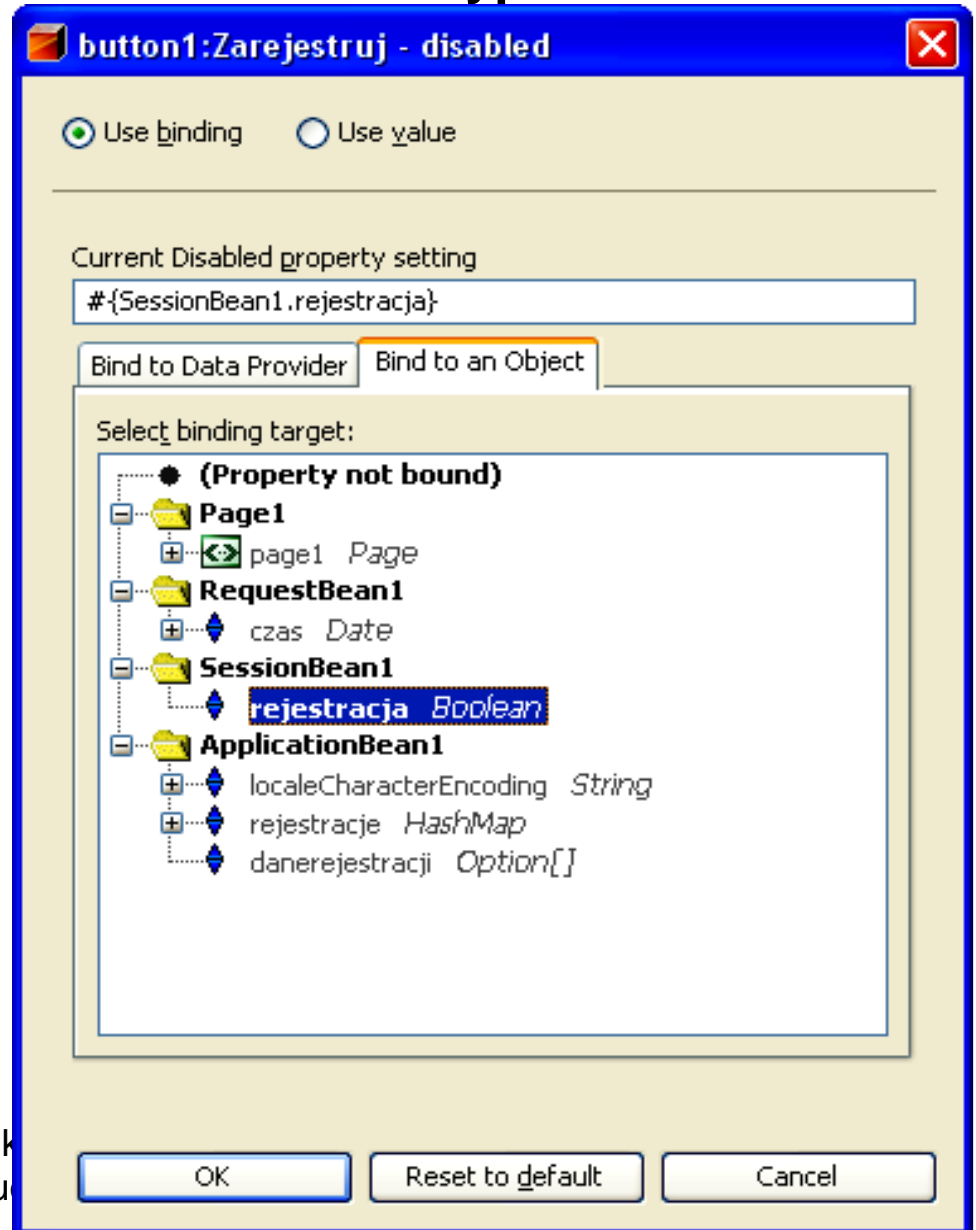 button1:Zarejestruj - disabled
Use binding Use value
Current Disabled property setting
#{SessionBean1.rejestracja}
Bind to Data Provider Bind to an Object
Select binding target:
(Property not bound)
Page1
page1 Page
RequestBean1
czas Date
SessionBean1
rejestracja Boolean
ApplicationBean1
localeCharacterEncoding String
rejestracje HashMap
danerejestracji Option[]
OK Reset to default Cancel